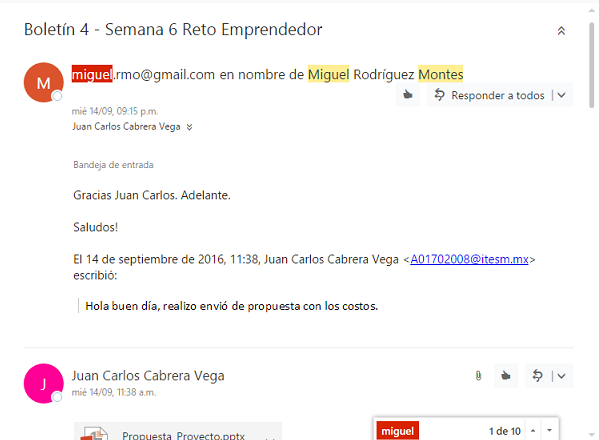 Boletín 4 - Semana 6 Reto Emprendedor
M
miguel.rmo@gmail.com en nombre de Miguel Rodríguez Montes
Responder a todos
mié 14/09, 09:15 p.m.
Juan Carlos Cabrera Vega
Bandeja de entrada
Gracias Juan Carlos. Adelante.
Saludos!
El 14 de septiembre de 2016, 11:38, Juan Carlos Cabrera Vega <A01702008@itesm.mx>
escribió:
Hola buen día, realizo envió de propuesta con los costos.
J
Juan Carlos Cabrera Vega
mié 14/09, 11:38 a.m.
Propuesta_Proyecto.pptx
miguel
1 de 10